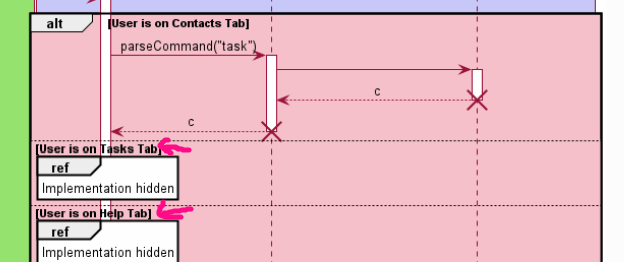 alt [User is on Contacts Tab]
parseCommand("task")
c
c
[User is on Tasks Tab]
ref
Implementation hidden
[User is on Help Tab]
ref
Implementation hidden